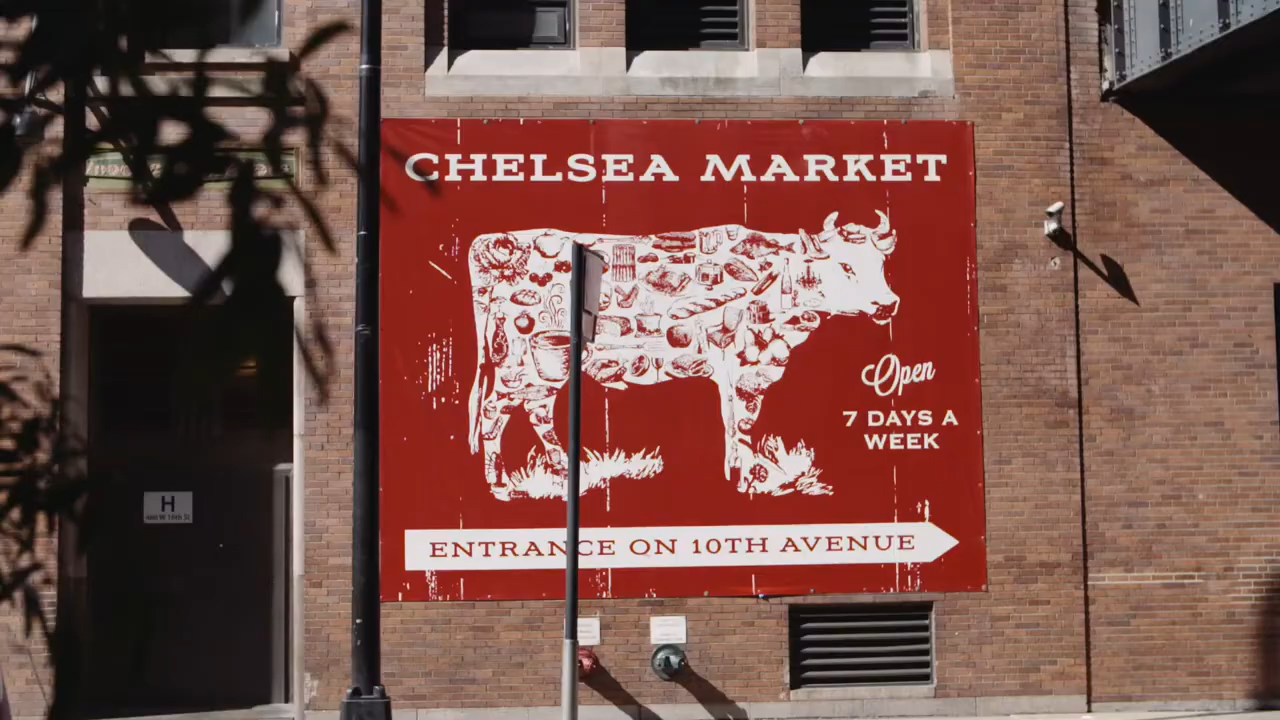 CHELSEA MARKET
Open
7 DAYS A
WEEK
ENTRANCE ON 10TH AVENUE
H